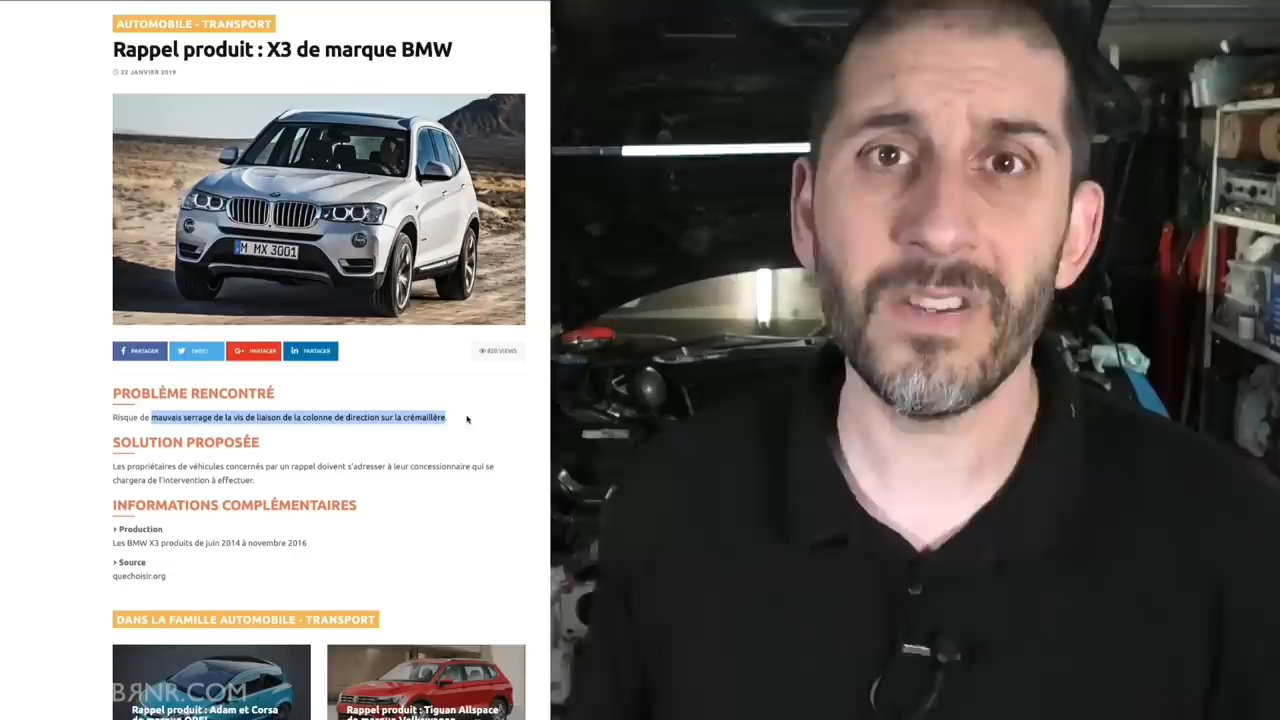 AUTOMOBILE - TRANSPORT
Rappel produit : X3 de marque BMW
22 JANVIER 2019
M MX 3001
PARTAGER
TWEET
PARTAGER
PARTAGER
820 VIEWS
PROBLÈME RENCONTRÉ
Risque de mauvais serrage de la vis de liaison de la colonne de direction sur la crémaillère.
SOLUTION PROPOSÉE
Les propriétaires de véhicules concernés par un rappel doivent s'adresser à leur concessionnaire qui se
chargera de l'intervention à effectuer.
INFORMATIONS COMPLÉMENTAIRES
Production
Les BMW X3 produits de juin 2014 à novembre 2016
Source
quechoisir.org
DANS LA FAMILLE AUTOMOBILE - TRANSPORT
BЯNR.COM
Rappel produit : Adam et Corsa
de marque OPEL
Rappel produit : Tiguan Allspace
de marque Volkswagen